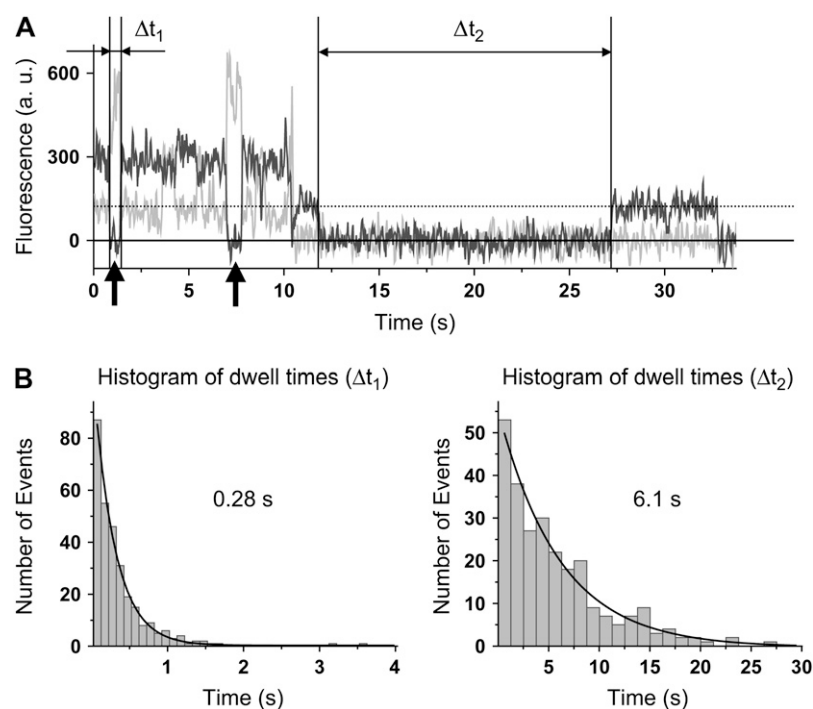 A
Δt1
Δt2
Fluorescence (a. u.)
600
300
0
0 5 10 15 20 25 30
Time (s)
B
Histogram of dwell times (Δt1)
Histogram of dwell times (Δt2)
Number of Events
80
60
40
20
0
0.28 s
1 2 3 4
Time (s)
Number of Events
50
40
30
20
10
0
6.1 s
5 10 15 20 25 30
Time (s)